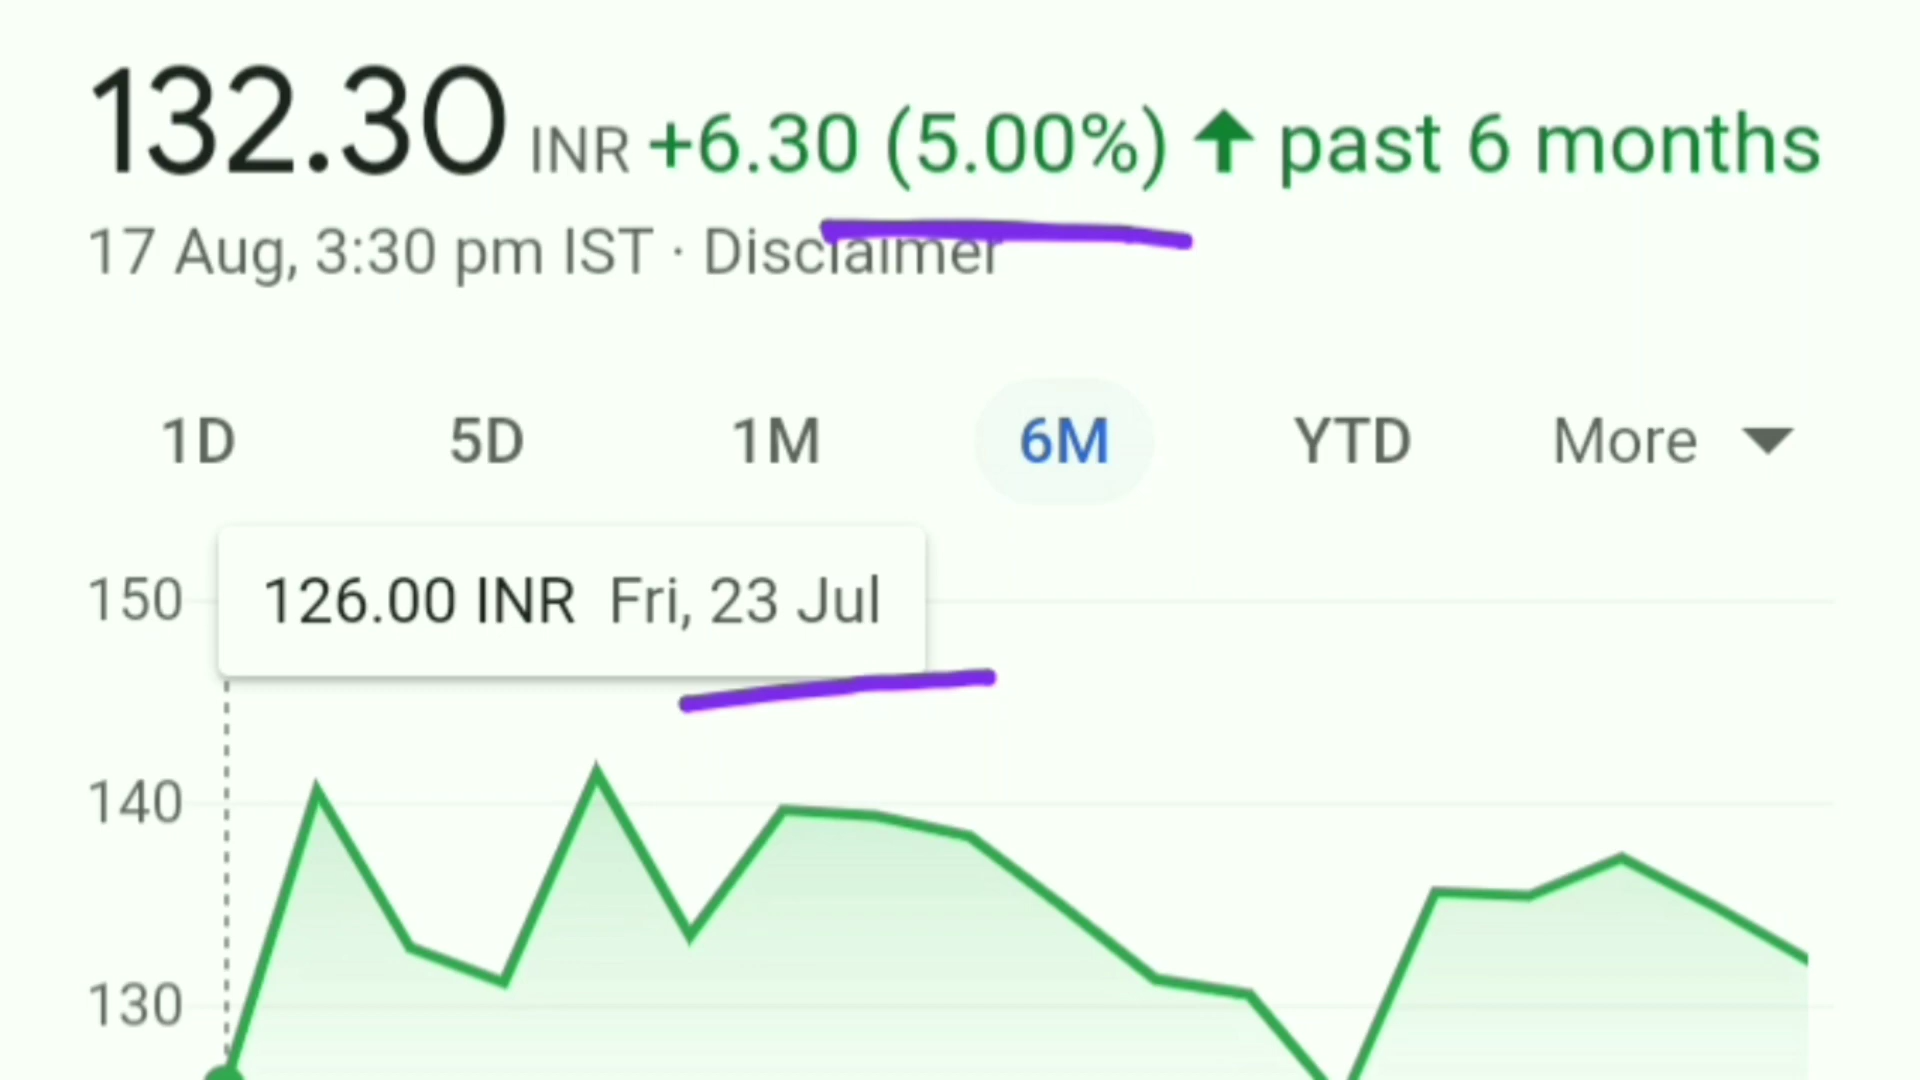 132.30 INR +6.30 (5.00%) ↑ past 6 months
17 Aug, 3:30 pm IST · Disclaimer
1D 5D 1M 6M YTD More
150
126.00 INR Fri, 23 Jul
140
130